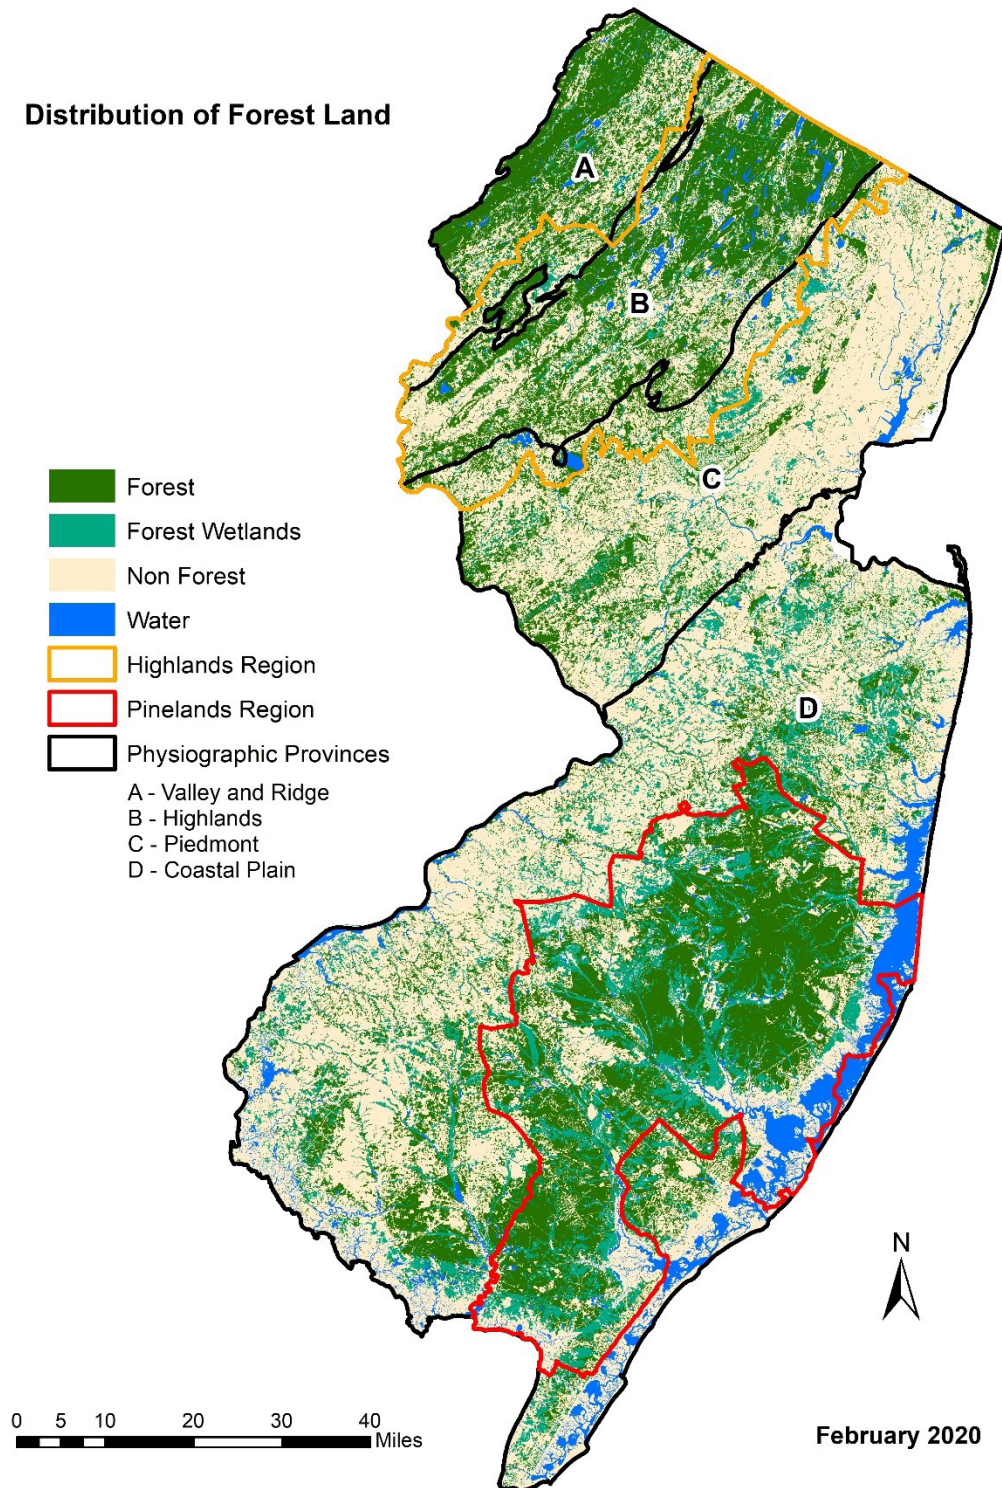 Distribution of Forest Land
A
B
C
D
Forest
Forest Wetlands
Non Forest
Water
Highlands Region
Pinelands Region
Physiographic Provinces
A - Valley and Ridge
B - Highlands
C - Piedmont
D - Coastal Plain
N
0 5 10 20 30 40
Miles
February 2020